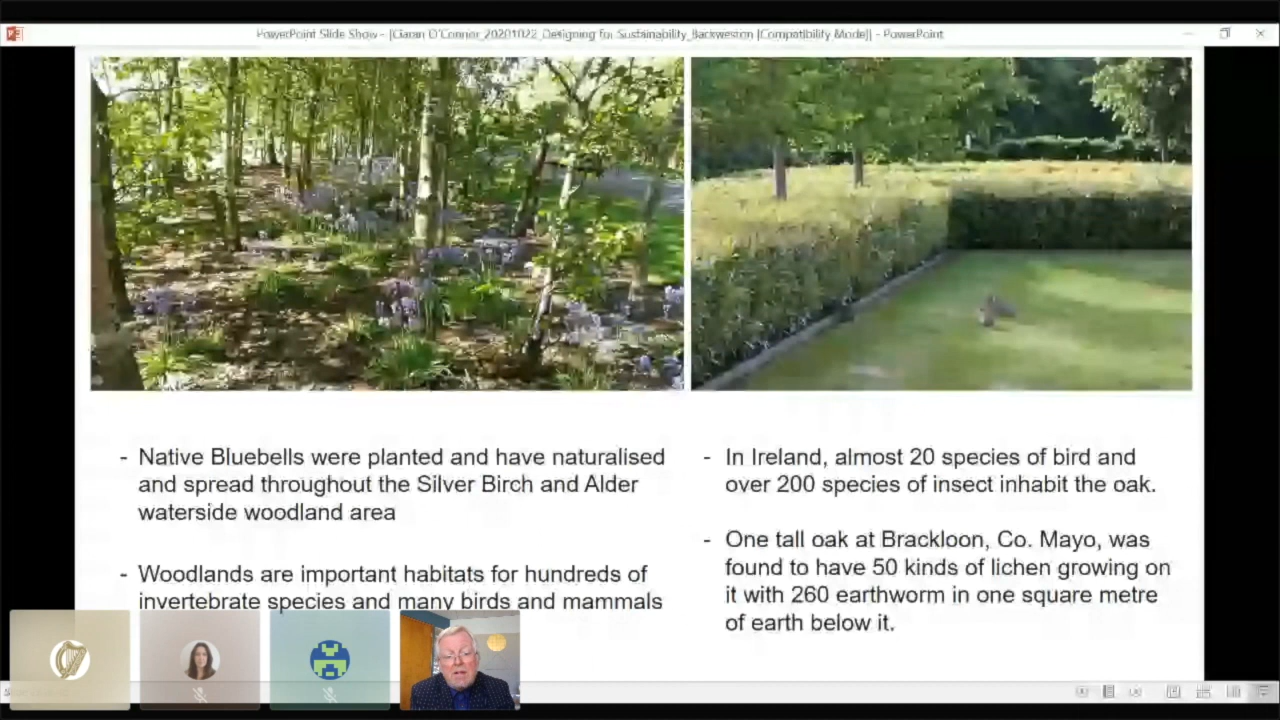 PowerPoint Slide Show - [Ciaran O'Connor_20201022_Designing for Sustainability_Backweston [Compatibility Mode]] - PowerPoint
- Native Bluebells were planted and have naturalised
and spread throughout the Silver Birch and Alder
waterside woodland area
- Woodlands are important habitats for hundreds of
invertebrate species and many birds and mammals
- In Ireland, almost 20 species of bird and
over 200 species of insect inhabit the oak.
- One tall oak at Brackloon, Co. Mayo, was
found to have 50 kinds of lichen growing on
it with 260 earthworm in one square metre
of earth below it.